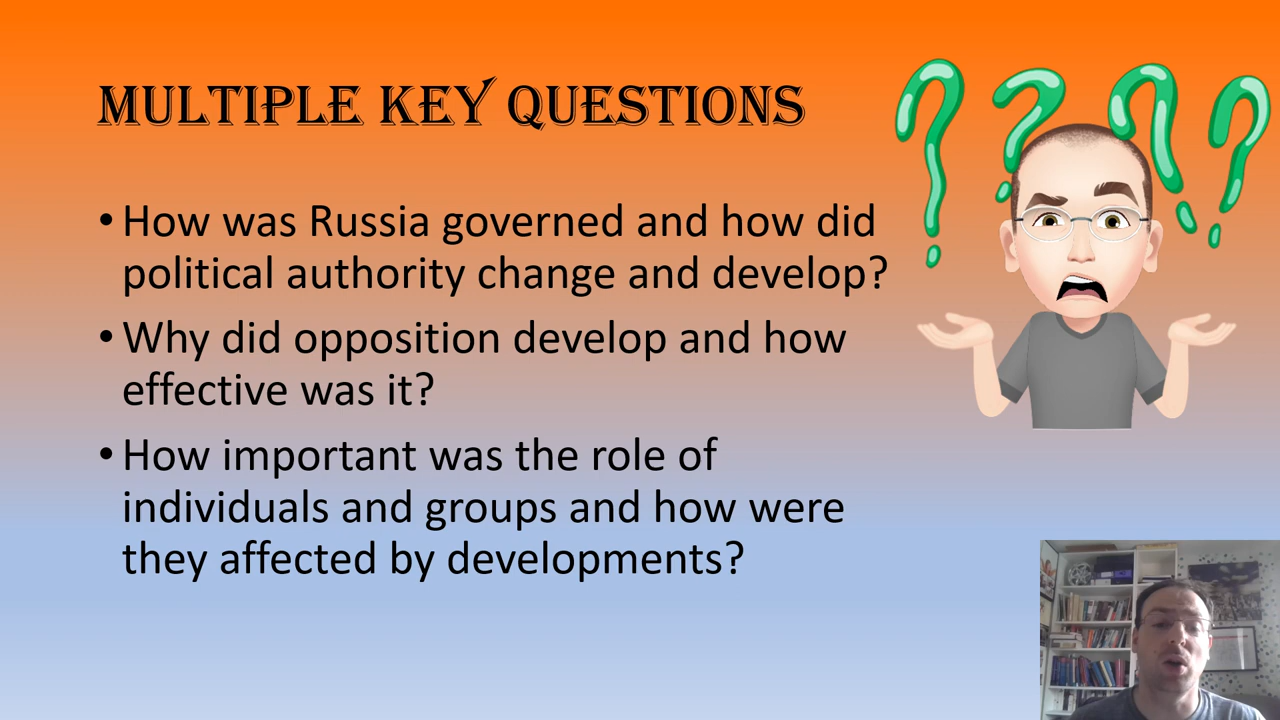 MULTIPLE KEY QUESTIONS
• How was Russia governed and how did
political authority change and develop?
• Why did opposition develop and how
effective was it?
• How important was the role of
individuals and groups and how were
they affected by developments?